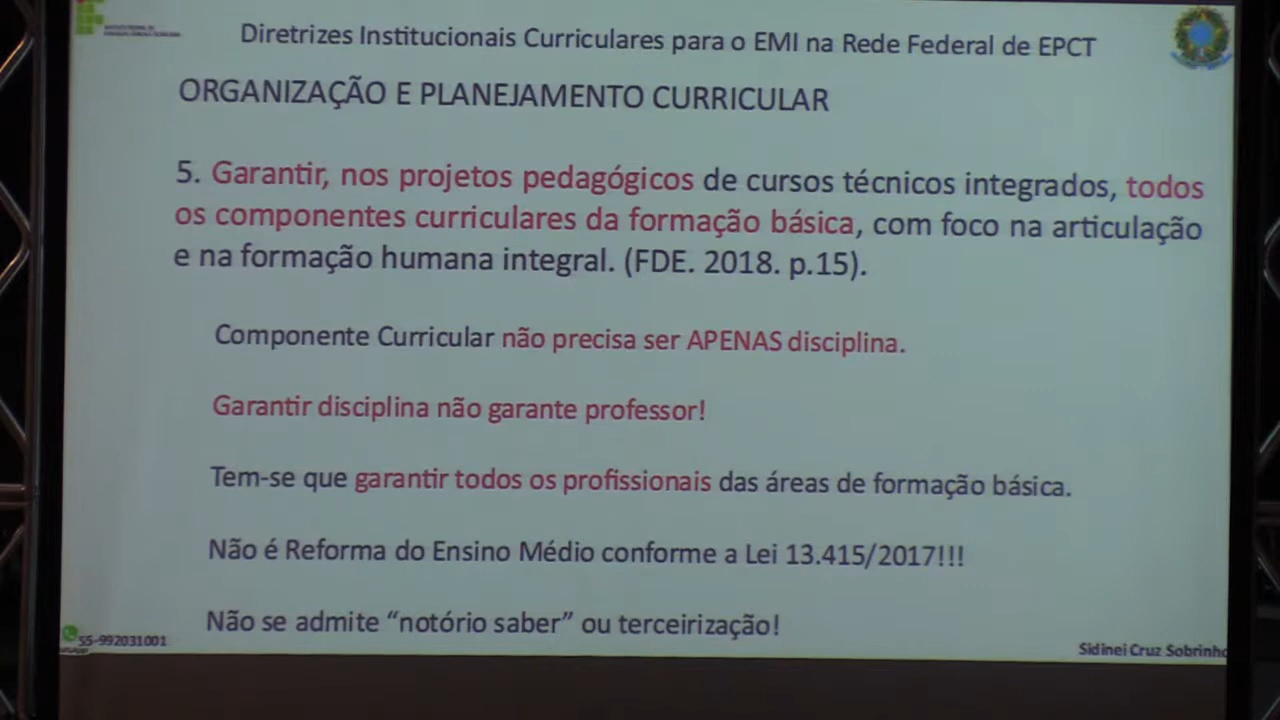 Diretrizes Institucionais Curriculares para o EMI na Rede Federal de EPCT
ORGANIZAÇÃO E PLANEJAMENTO CURRICULAR
5. Garantir, nos projetos pedagógicos de cursos técnicos integrados, todos
os componentes curriculares da formação básica, com foco na articulação
e na formação humana integral. (FDE. 2018. p.15).
Componente Curricular não precisa ser APENAS disciplina.
Garantir disciplina não garante professor!
Tem-se que garantir todos os profissionais das áreas de formação básica.
Não é Reforma do Ensino Médio conforme a Lei 13.415/2017!!!
Não se admite “notório saber” ou terceirização!
55-992031001
Sidinei Cruz Sobrinho